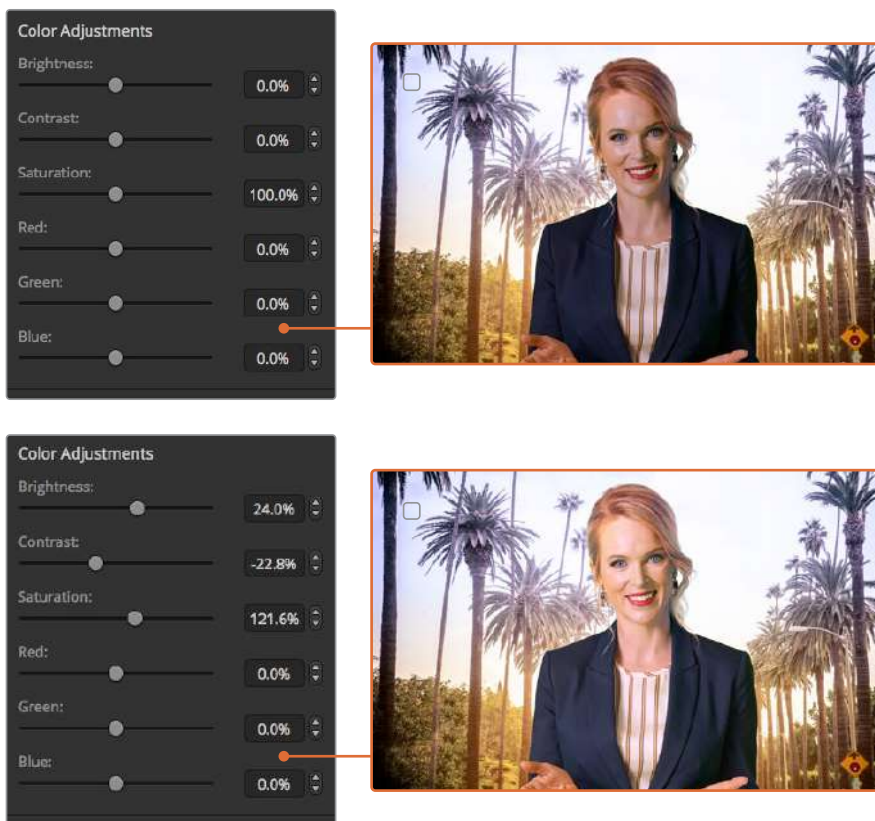 Color Adjustments
Brightness:
0.0%
Contrast:
0.0%
Saturation:
100.0%
Red:
0.0%
Green:
0.0%
Blue:
0.0%
Color Adjustments
Brightness:
24.0%
Contrast:
-22.8%
Saturation:
121.6%
Red:
0.0%
Green:
0.0%
Blue:
0.0%